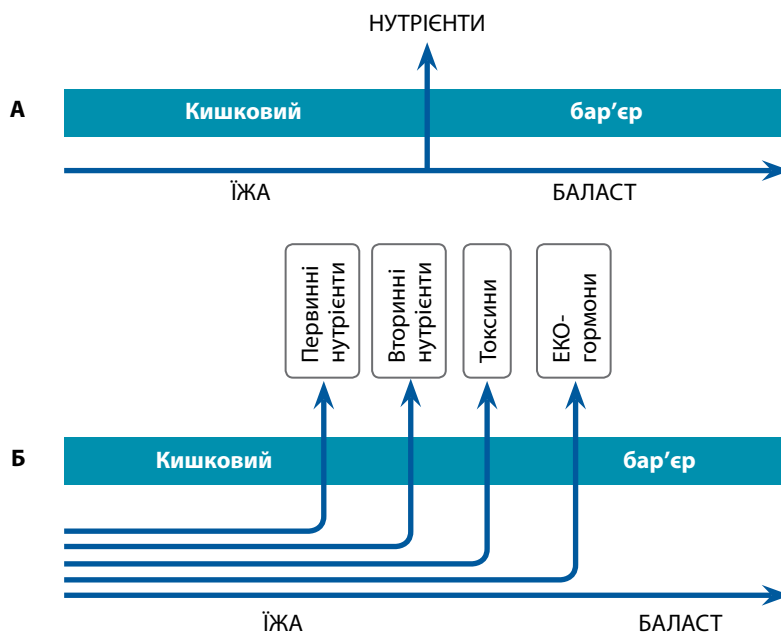 НУТРІЄНТИ
А
Кишковий бар’єр
ЇЖА БАЛАСТ
Первинні
нутрієнти
Вторинні
нутрієнти
Токсини
ЕКО-
гормони
Б
Кишковий бар’єр
ЇЖА БАЛАСТ